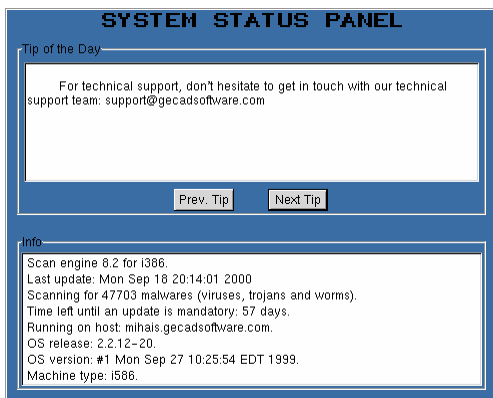 SYSTEM STATUS PANEL
Tip of the Day
For technical support, don't hesitate to get in touch with our technical
support team: support@gecadsoftware.com
Prev. Tip
Next Tip
Info
Scan engine 8.2 for i386.
Last update: Mon Sep 18 20:14:01 2000
Scanning for 47703 malwares (viruses, trojans and worms).
Time left until an update is mandatory: 57 days.
Running on host: mihais.gecadsoftware.com.
OS release: 2.2.12-20.
OS version: #1 Mon Sep 27 10:25:54 EDT 1999.
Machine type: i586.